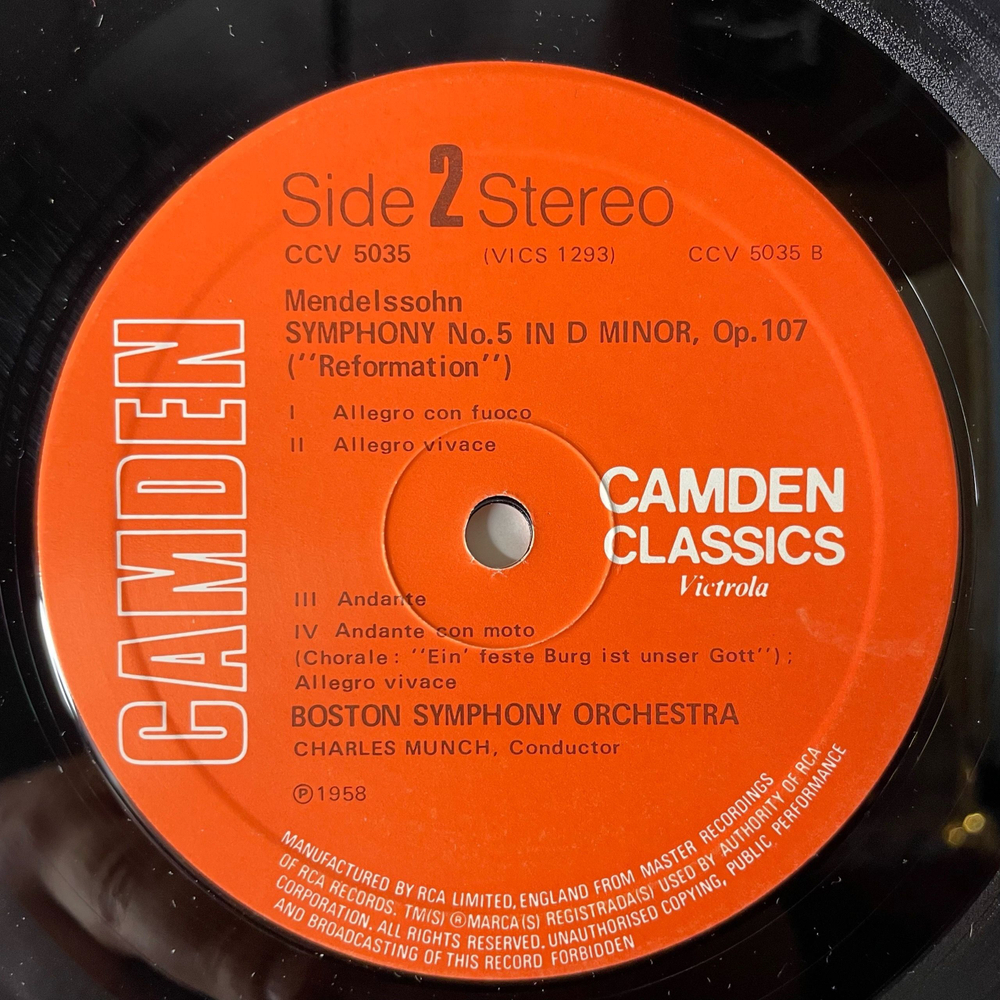 CAMDEN
Side 2 Stereo
CCV 5035 (VICS 1293) CCV 5035 B
Mendelssohn
SYMPHONY No.5 IN D MINOR, Op.107
(''Reformation'')
I Allegro con fuoco
II Allegro vivace
CAMDEN
CLASSICS
Victrola
III Andante
IV Andante con moto
(Chorale: ''Ein' feste Burg ist unser Gott'');
Allegro vivace
BOSTON SYMPHONY ORCHESTRA
CHARLES MUNCH, Conductor
℗1958
MANUFACTURED BY RCA LIMITED, ENGLAND FROM MASTER RECORDINGS
OF RCA RECORDS. TM(S) ® MARCA(S) REGISTRADA(S) USED BY AUTHORITY OF RCA
CORPORATION. ALL RIGHTS RESERVED. UNAUTHORISED COPYING, PUBLIC PERFORMANCE
AND BROADCASTING OF THIS RECORD FORBIDDEN